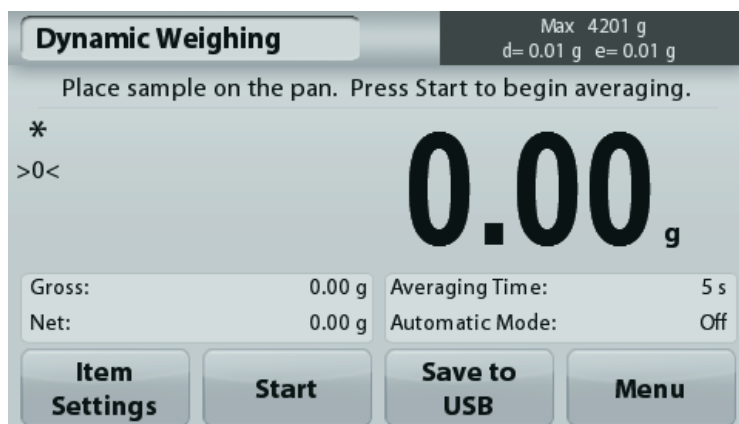 Dynamic Weighing
Max 4201 g
d= 0.01 g e= 0.01 g
Place sample on the pan. Press Start to begin averaging.
*
>0<
0.00 g
Gross: 0.00 g
Net: 0.00 g
Averaging Time: 5 s
Automatic Mode: Off
Item Settings
Start
Save to USB
Menu